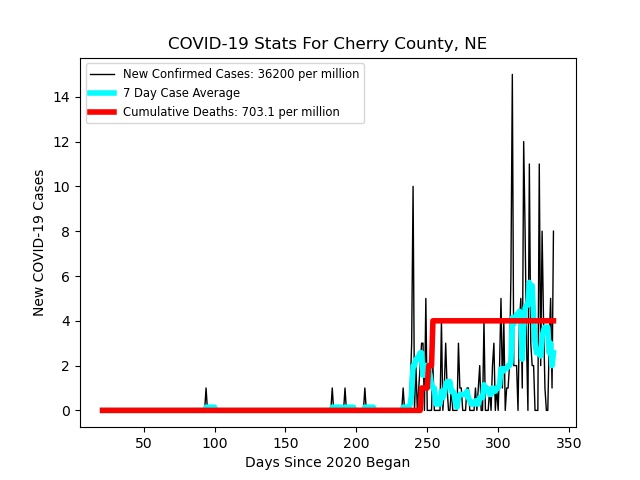 COVID-19 Stats For Cherry County, NE
New Confirmed Cases: 36200 per million
7 Day Case Average
Cumulative Deaths: 703.1 per million
New COVID-19 Cases
14
12
10
8
6
4
2
0
50 100 150 200 250 300 350
Days Since 2020 Began